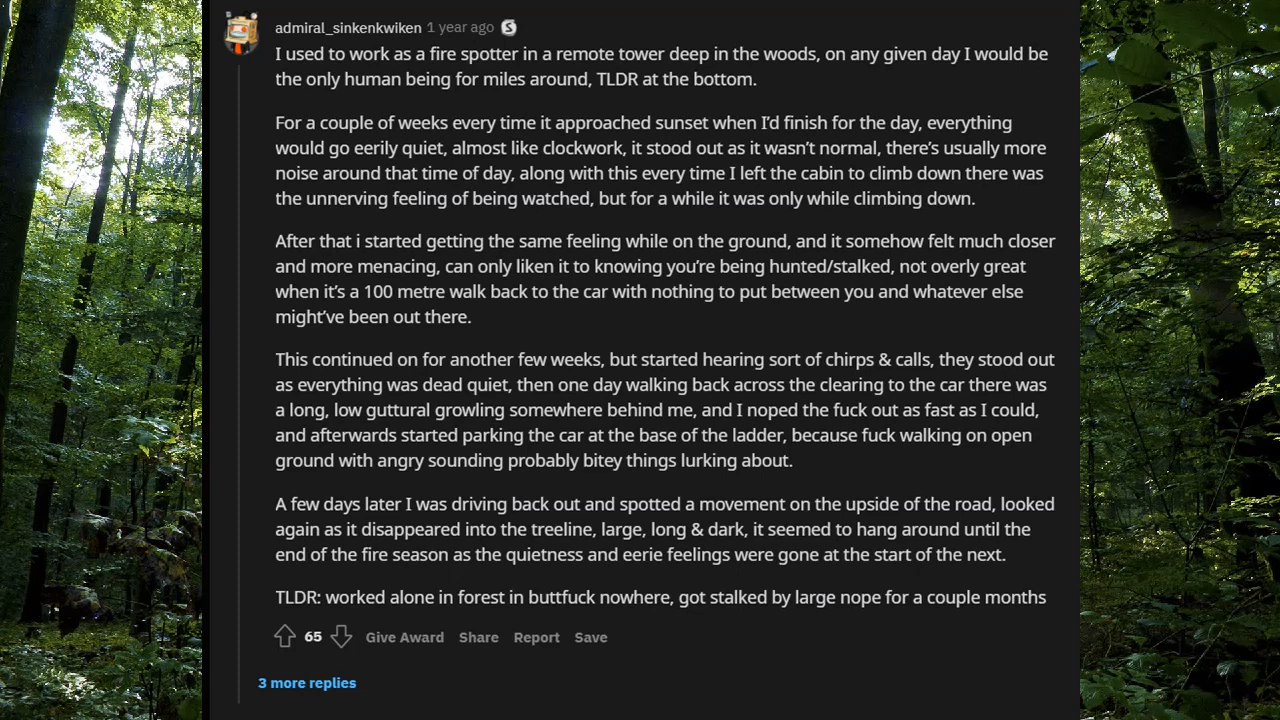 admiral_sinkenkwiken 1 year ago S
I used to work as a fire spotter in a remote tower deep in the woods, on any given day I would be
the only human being for miles around, TLDR at the bottom.
For a couple of weeks every time it approached sunset when I'd finish for the day, everything
would go eerily quiet, almost like clockwork, it stood out as it wasn't normal, there's usually more
noise around that time of day, along with this every time I left the cabin to climb down there was
the unnerving feeling of being watched, but for a while it was only while climbing down.
After that i started getting the same feeling while on the ground, and it somehow felt much closer
and more menacing, can only liken it to knowing you're being hunted/stalked, not overly great
when it's a 100 metre walk back to the car with nothing to put between you and whatever else
might've been out there.
This continued on for another few weeks, but started hearing sort of chirps & calls, they stood out
as everything was dead quiet, then one day walking back across the clearing to the car there was
a long, low guttural growling somewhere behind me, and I noped the fuck out as fast as I could,
and afterwards started parking the car at the base of the ladder, because fuck walking on open
ground with angry sounding probably bitey things lurking about.
A few days later I was driving back out and spotted a movement on the upside of the road, looked
again as it disappeared into the treeline, large, long & dark, it seemed to hang around until the
end of the fire season as the quietness and eerie feelings were gone at the start of the next.
TLDR: worked alone in forest in buttfuck nowhere, got stalked by large nope for a couple months
65 Give Award Share Report Save
3 more replies